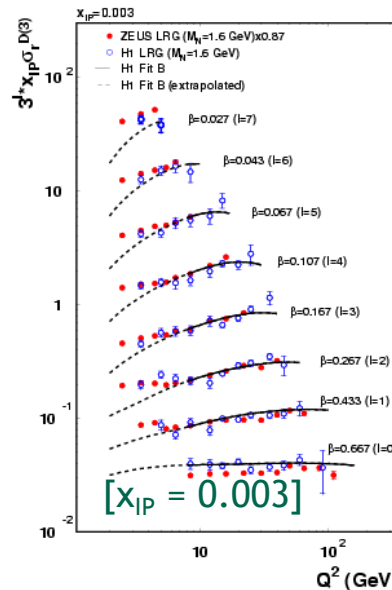 x_IP=0.003
3^l*x_IP σ_r^D(3)
ZEUS LRG (M_N=1.6 GeV)x0.87
H1 LRG (M_N=1.6 GeV)
H1 Fit B
H1 Fit B (extrapolated)
10^2
β=0.027 (l=7)
β=0.043 (l=6)
10
β=0.067 (l=5)
β=0.107 (l=4)
1
β=0.167 (l=3)
β=0.267 (l=2)
10^-1
β=0.433 (l=1)
β=0.667 (l=0)
[x_IP = 0.003]
10^-2
10
10^2
Q^2 (GeV